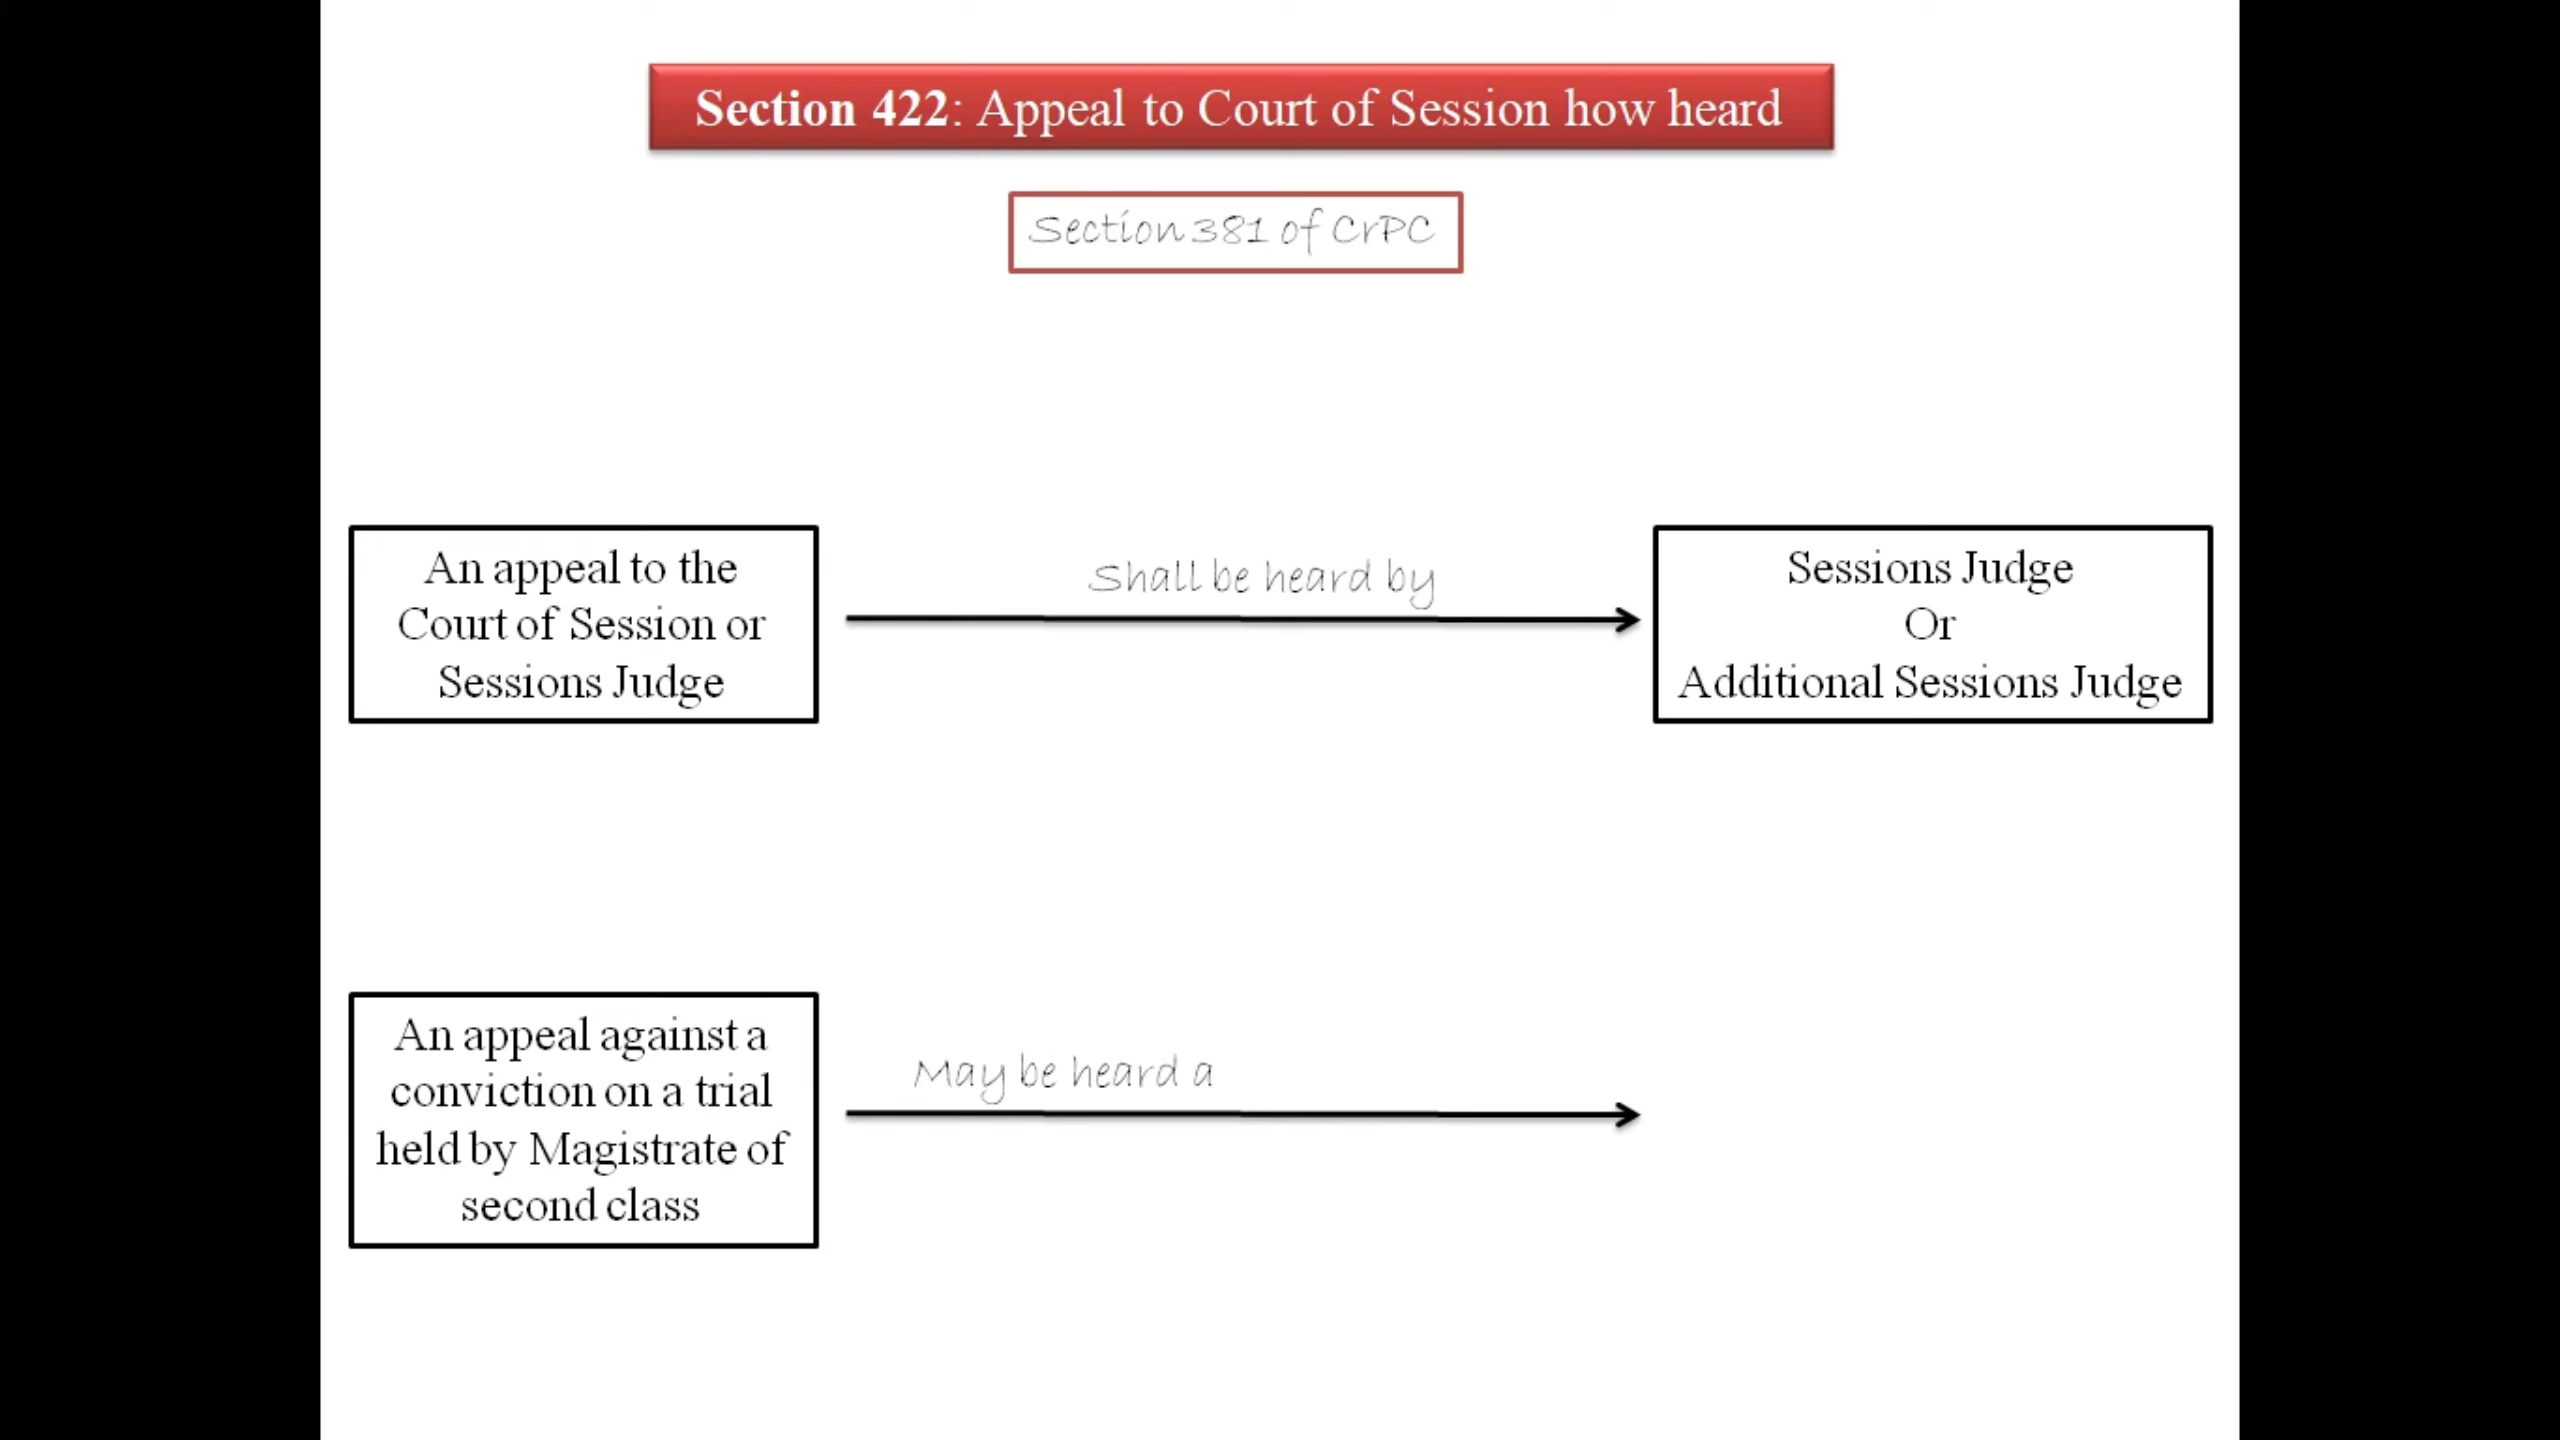 Section 422: Appeal to Court of Session how heard
Section 381 of CrPC
An appeal to the
Court of Session or
Sessions Judge
Shall be heard by
Sessions Judge
Or
Additional Sessions Judge
An appeal against a
conviction on a trial
held by Magistrate of
second class
May be heard a